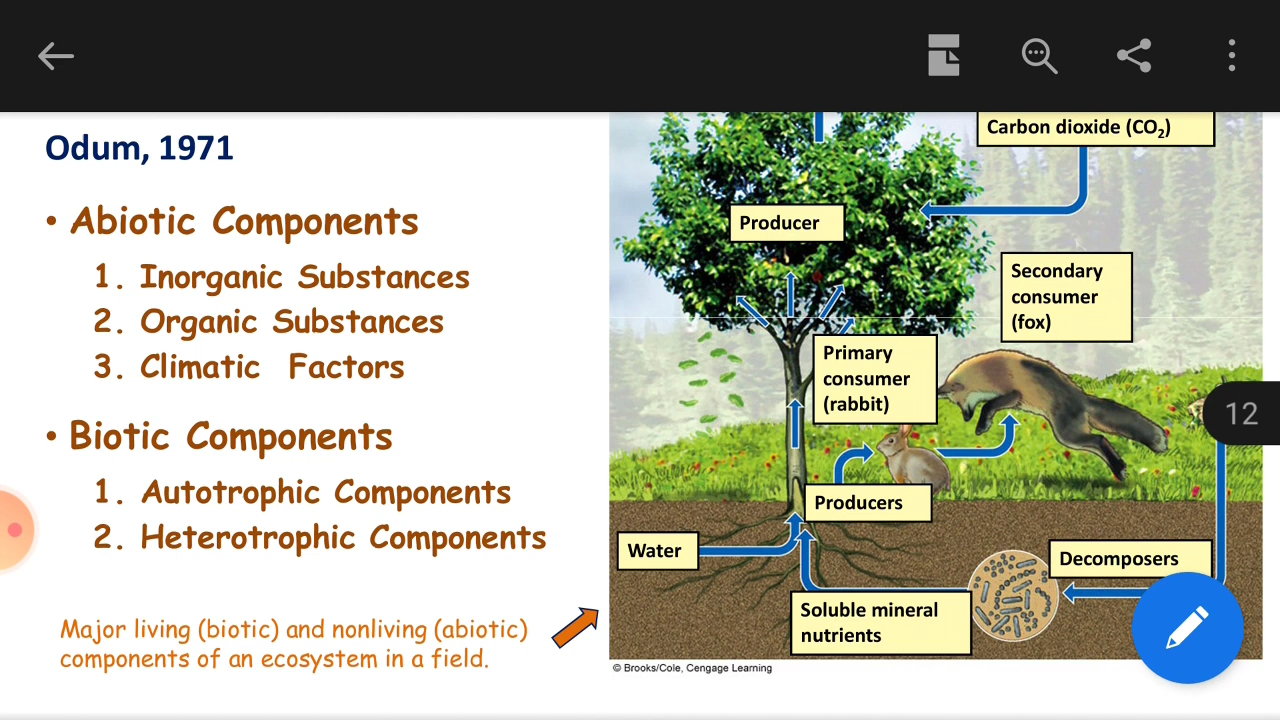 Odum, 1971
• Abiotic Components
1. Inorganic Substances
2. Organic Substances
3. Climatic Factors
• Biotic Components
1. Autotrophic Components
2. Heterotrophic Components
Major living (biotic) and nonliving (abiotic)
components of an ecosystem in a field.
Carbon dioxide (CO₂)
Producer
Secondary
consumer
(fox)
Primary
consumer
(rabbit)
Producers
Water
Decomposers
Soluble mineral
nutrients
© Brooks/Cole, Cengage Learning
12